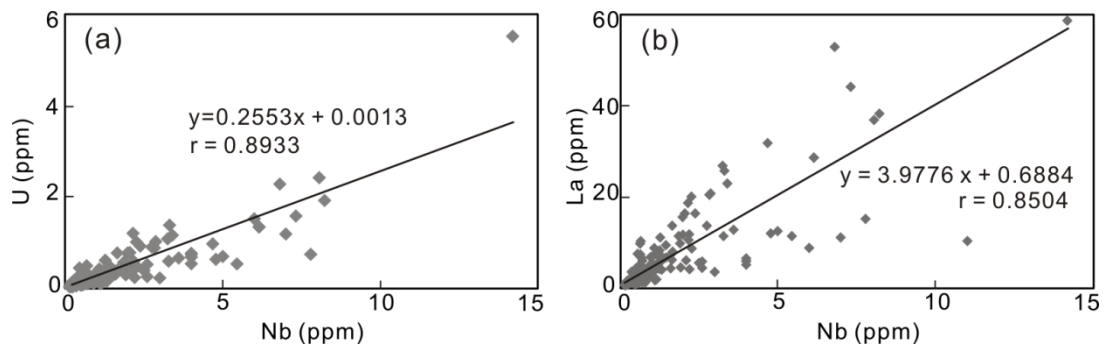 (a)
U (ppm)
6
4
2
0
y=0.2553x + 0.0013
r = 0.8933
0
5
10
15
Nb (ppm)
(b)
La (ppm)
60
40
20
0
y = 3.9776 x + 0.6884
r = 0.8504
0
5
10
15
Nb (ppm)